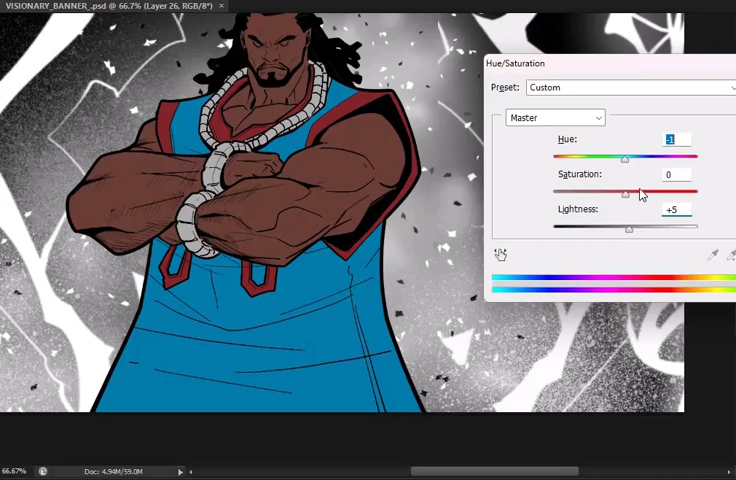 VISIONARY_BANNER_.psd @ 66.7% (Layer 26, RGB/8*) ×
Hue/Saturation
Preset: Custom
Master
Hue: -1
Saturation: 0
Lightness: +5
66.67% Doc: 4.94M/59.0M